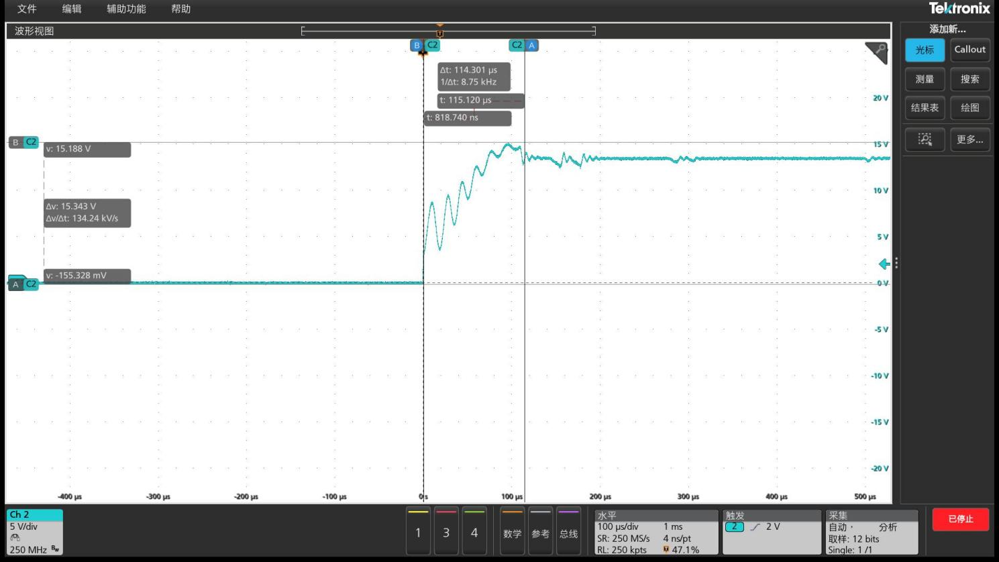 文件 编辑 辅助功能 帮助
Tektronix
波形视图
添加新...
光标 Callout
测量 搜索
结果表 绘图
更多...
B C2 C2 A
Δt: 114.301 µs
1/Δt: 8.75 kHz
t: 115.120 µs
t: 818.740 ns
20 V
B C2
v: 15.188 V
15 V
10 V
Δv: 15.343 V
Δv/Δt: 134.24 kV/s
5 V
v: -155.328 mV
A C2
0 V
-5 V
-10 V
-15 V
-20 V
-400 µs -300 µs -200 µs -100 µs 0 s 100 µs 200 µs 300 µs 400 µs 500 µs
Ch 2
5 V/div
250 MHz Bw
1 3 4 数学 参考 总线
水平
100 µs/div 1 ms
SR: 250 MS/s 4 ns/pt
RL: 250 kpts 47.1%
触发
2 2 V
采集
自动, 分析
取样: 12 bits
Single: 1 /1
已停止